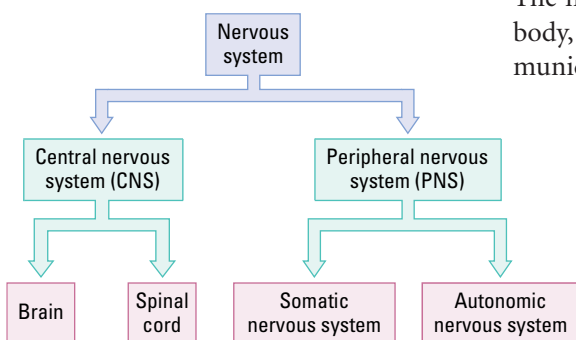 Nervous
system
body,
Central nervous
system (CNS)
Peripheral nervous
system (PNS)
Brain
Spinal
cord
Somatic
nervous system
Autonomic
nervous system